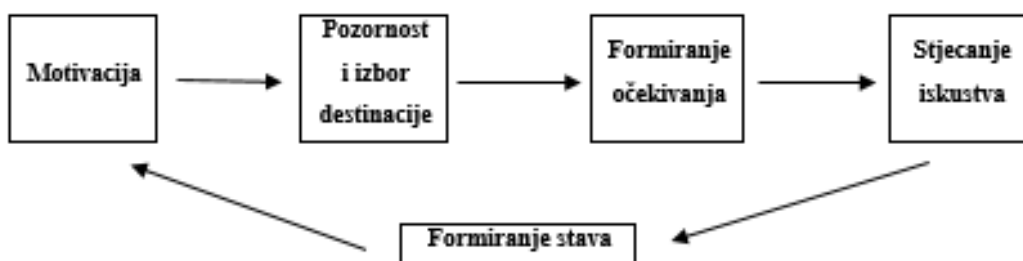 Motivacija
Pozornost
i izbor
destinacije
Formiranje
očekivanja
Stjecanje
iskustva
Formiranje stava